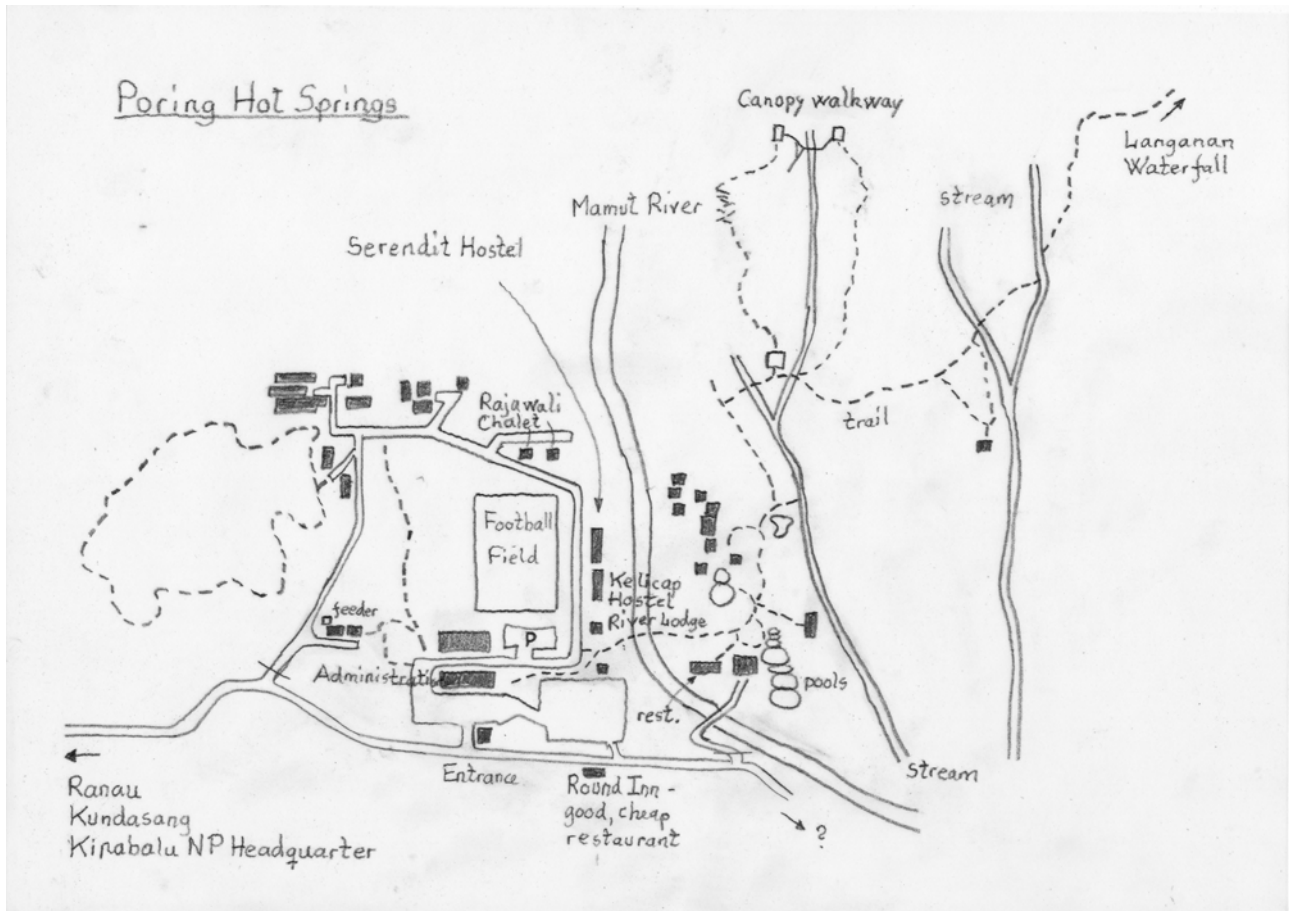 Poring Hot Springs
Canopy walkway
Langanan
Waterfall
stream
Mamut River
Serendit Hostel
Rajawali
Chalet
trail
Football
Field
Kelicap
Hostel
River Lodge
feeder
P
Administration
pools
rest.
Stream
Entrance
Round Inn -
good, cheap
restaurant
?
Ranau
Kundasang
Kinabalu NP Headquarter